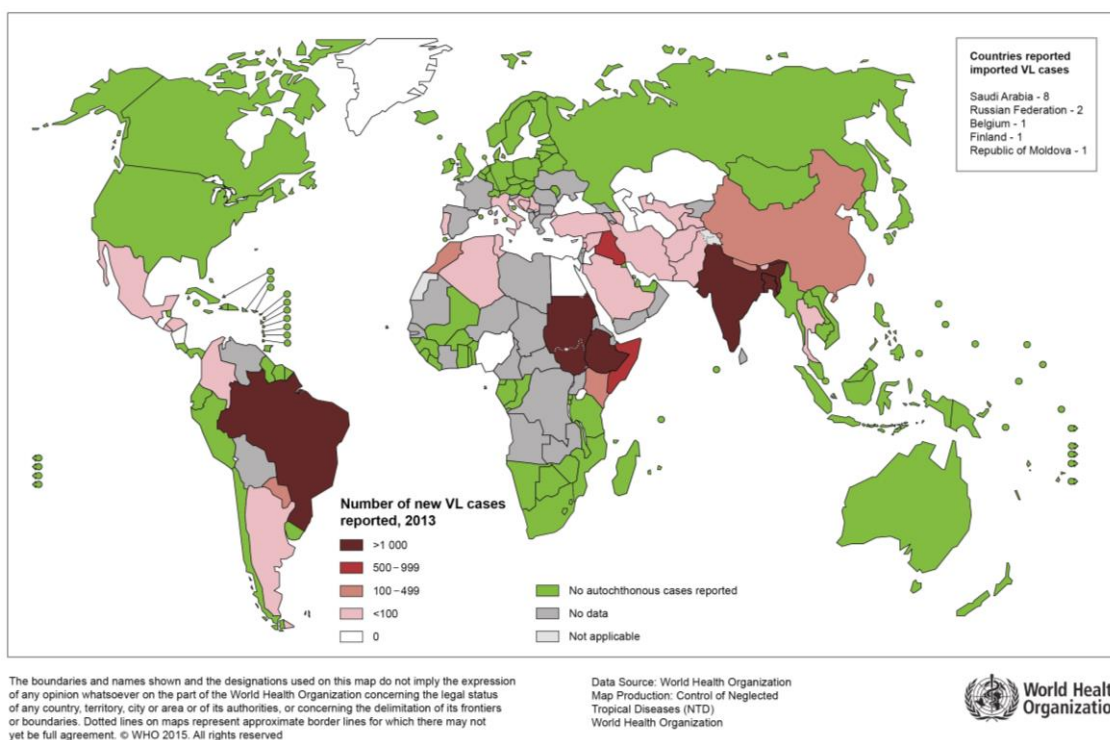 Countries reported
imported VL cases
Saudi Arabia - 8
Russian Federation - 2
Belgium - 1
Finland - 1
Republic of Moldova - 1
Number of new VL cases
reported, 2013
>1 000
500–999
100–499
<100
0
No autochthonous cases reported
No data
Not applicable
The boundaries and names shown and the designations used on this map do not imply the expression
of any opinion whatsoever on the part of the World Health Organization concerning the legal status
of any country, territory, city or area or of its authorities, or concerning the delimitation of its frontiers
or boundaries. Dotted lines on maps represent approximate border lines for which there may not
yet be full agreement. © WHO 2015. All rights reserved
Data Source: World Health Organization
Map Production: Control of Neglected
Tropical Diseases (NTD)
World Health Organization
World Healt
Organizatio